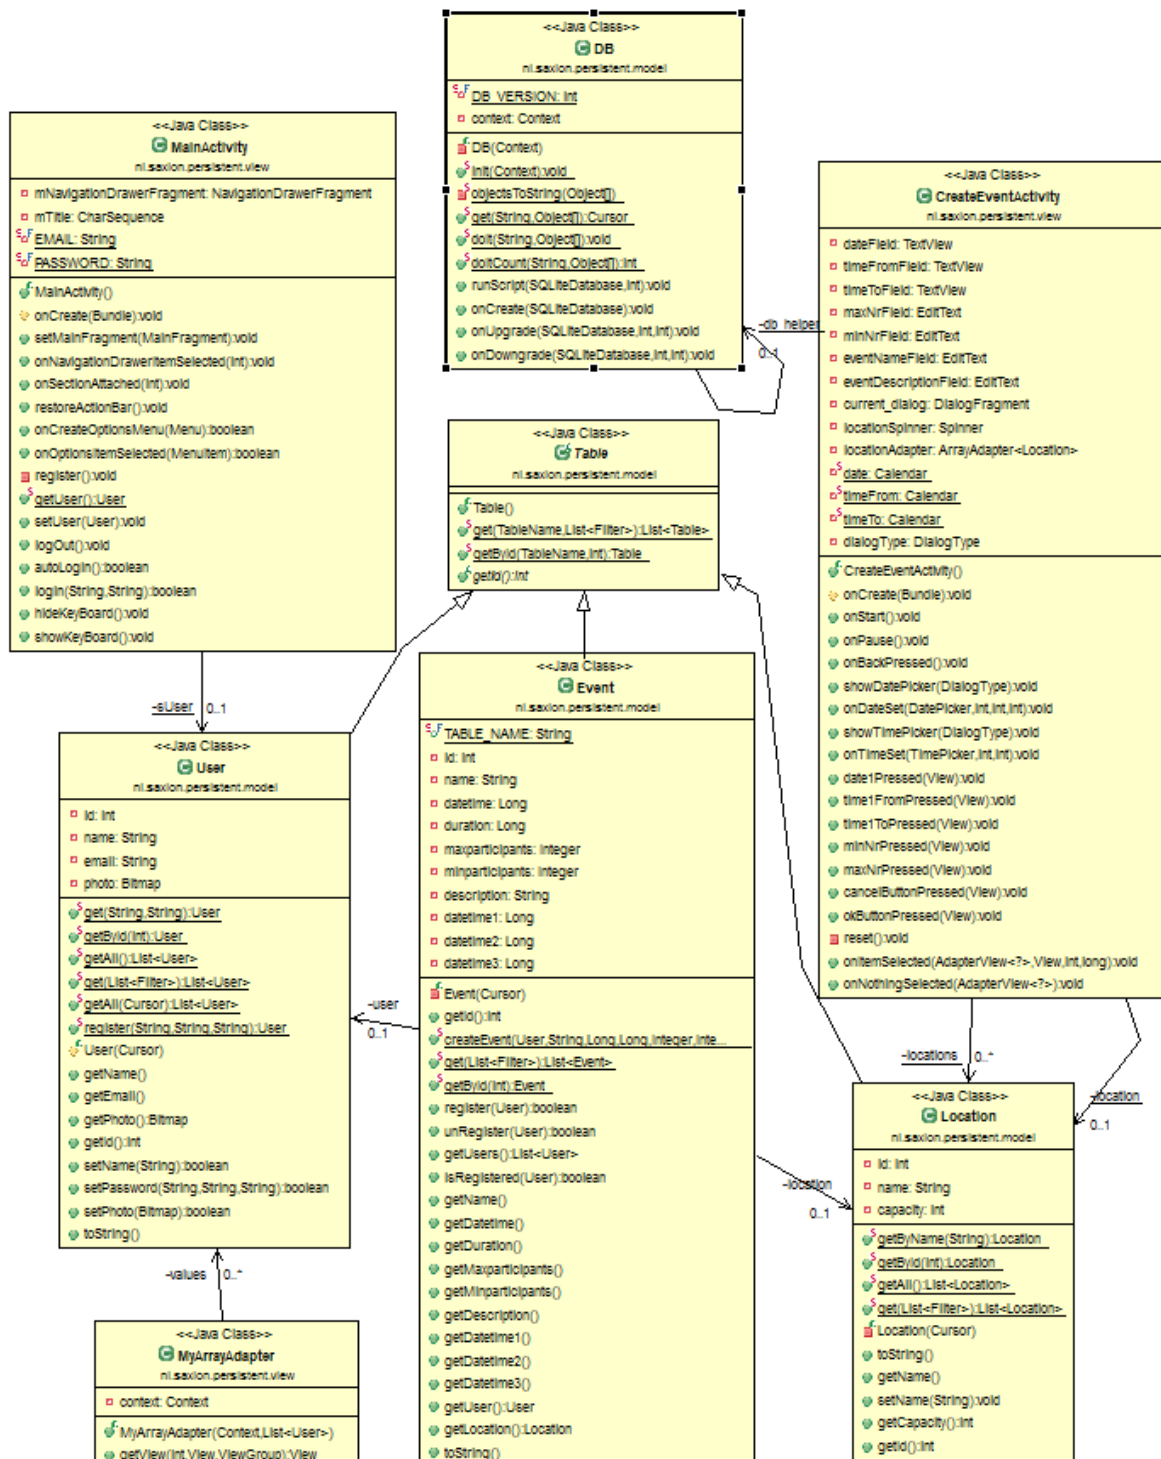 <<Java Class>>
DB
nl.saxion.persistent.model
DB_VERSION: int
context: Context
DB(Context)
init(Context):void
objectsToString(Object[])
get(String,Object[]):Cursor
doIt(String,Object[]):void
doItCount(String,Object[]):int
runScript(SQLiteDatabase,int):void
onCreate(SQLiteDatabase):void
onUpgrade(SQLiteDatabase,int,int):void
onDowngrade(SQLiteDatabase,int,int):void
-db_helper
0..1
<<Java Class>>
MainActivity
nl.saxion.persistent.view
mNavigationDrawerFragment: NavigationDrawerFragment
mTitle: CharSequence
EMAIL: String
PASSWORD: String
MainActivity()
onCreate(Bundle):void
setMainFragment(MainFragment):void
onNavigationDrawerItemSelected(int):void
onSectionAttached(int):void
restoreActionBar():void
onCreateOptionsMenu(Menu):boolean
onOptionsItemSelected(MenuItem):boolean
register():void
getUser():User
setUser(User):void
logOut():void
autoLogin():boolean
login(String,String):boolean
hideKeyBoard():void
showKeyBoard():void
-sUser
0..1
<<Java Class>>
CreateEventActivity
nl.saxion.persistent.view
dateField: TextView
timeFromField: TextView
timeToField: TextView
maxNrField: EditText
minNrField: EditText
eventNameField: EditText
eventDescriptionField: EditText
current_dialog: DialogFragment
locationSpinner: Spinner
locationAdapter: ArrayAdapter<Location>
date: Calendar
timeFrom: Calendar
timeTo: Calendar
dialogType: DialogType
CreateEventActivity()
onCreate(Bundle):void
onStart():void
onPause():void
onBackPressed():void
showDatePicker(DialogType):void
onDateSet(DatePicker,int,int,int):void
showTimePicker(DialogType):void
onTimeSet(TimePicker,int,int):void
date1Pressed(View):void
time1FromPressed(View):void
time1ToPressed(View):void
minNrPressed(View):void
maxNrPressed(View):void
cancelButtonPressed(View):void
okButtonPressed(View):void
reset():void
onItemSelected(AdapterView<?>,View,int,long):void
onNothingSelected(AdapterView<?>):void
-locations
0..*
-location
0..1
<<Java Class>>
Table
nl.saxion.persistent.model
Table()
get(TableName,List<Filter>):List<Table>
getById(TableName,int):Table
getId():int
<<Java Class>>
User
nl.saxion.persistent.model
id: int
name: String
email: String
photo: Bitmap
get(String,String):User
getById(int):User
getAll():List<User>
get(List<Filter>):List<User>
getAll(Cursor):List<User>
register(String,String,String):User
User(Cursor)
getName()
getEmail()
getPhoto():Bitmap
getId():int
setName(String):boolean
setPassword(String,String,String):boolean
setPhoto(Bitmap):boolean
toString()
<<Java Class>>
Event
nl.saxion.persistent.model
TABLE_NAME: String
id: int
name: String
datetime: Long
duration: Long
maxparticipants: Integer
minparticipants: Integer
description: String
datetime1: Long
datetime2: Long
datetime3: Long
Event(Cursor)
getId():int
createEvent(User,String,Long,Long,Integer,Inte...
get(List<Filter>):List<Event>
getById(int):Event
register(User):boolean
unRegister(User):boolean
getUsers():List<User>
isRegistered(User):boolean
getName()
getDatetime()
getDuration()
getMaxparticipants()
getMinparticipants()
getDescription()
getDatetime1()
getDatetime2()
getDatetime3()
getUser():User
getLocation():Location
toString()
-user
0..1
-location
0..1
<<Java Class>>
Location
nl.saxion.persistent.model
id: int
name: String
capacity: int
getByName(String):Location
getById(int):Location
getAll():List<Location>
get(List<Filter>):List<Location>
Location(Cursor)
toString()
getName()
setName(String):void
getCapacity():int
getId():int
-values
0..*
<<Java Class>>
MyArrayAdapter
nl.saxion.persistent.view
context: Context
MyArrayAdapter(Context,List<User>)
getView(int,View,ViewGroup):View